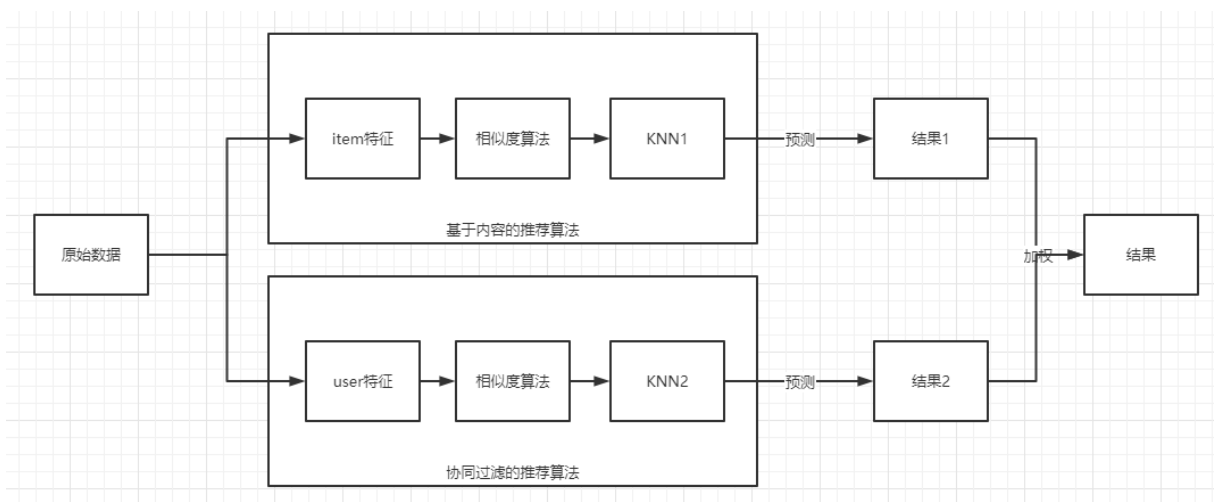 item特征
相似度算法
KNN1
预测
结果1
基于内容的推荐算法
原始数据
加权
结果
user特征
相似度算法
KNN2
预测
结果2
协同过滤的推荐算法